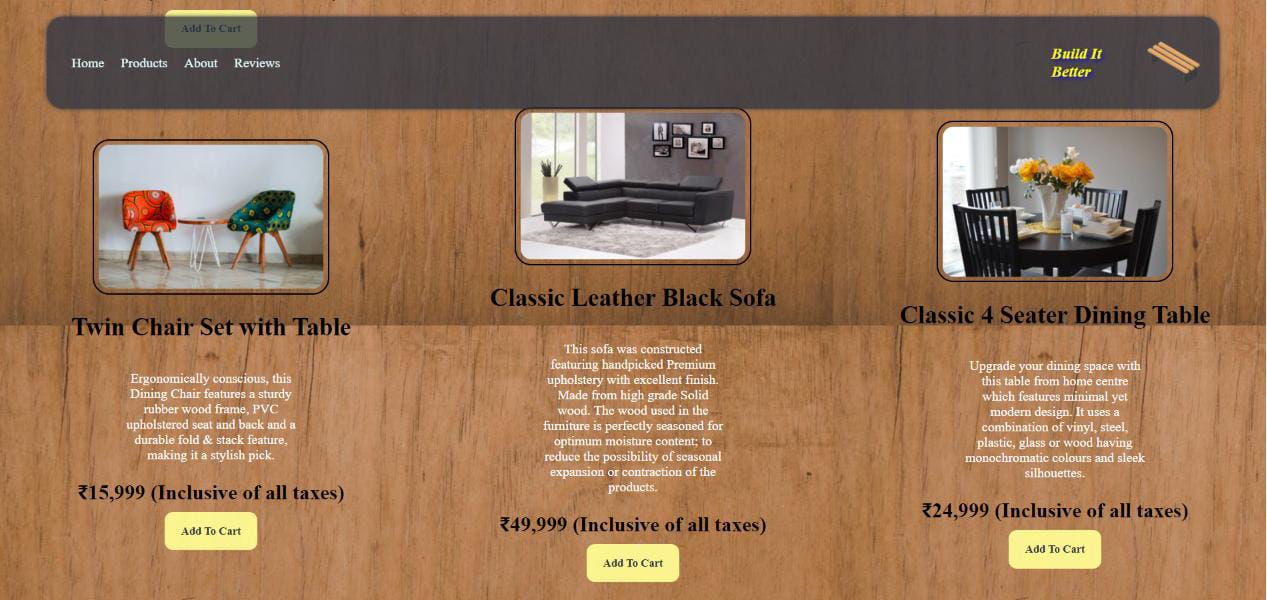 Add To Cart
Home Products About Reviews
Build It
Better
Twin Chair Set with Table
Ergonomically conscious, this
Dining Chair features a sturdy
rubber wood frame, PVC
upholstered seat and back and a
durable fold & stack feature,
making it a stylish pick.
₹15,999 (Inclusive of all taxes)
Add To Cart
Classic Leather Black Sofa
This sofa was constructed
featuring handpicked Premium
upholstery with excellent finish.
Made from high grade Solid
wood. The wood used in the
furniture is perfectly seasoned for
optimum moisture content; to
reduce the possibility of seasonal
expansion or contraction of the
products.
₹49,999 (Inclusive of all taxes)
Add To Cart
Classic 4 Seater Dining Table
Upgrade your dining space with
this table from home centre
which features minimal yet
modern design. It uses a
combination of vinyl, steel,
plastic, glass or wood having
monochromatic colours and sleek
silhouettes.
₹24,999 (Inclusive of all taxes)
Add To Cart